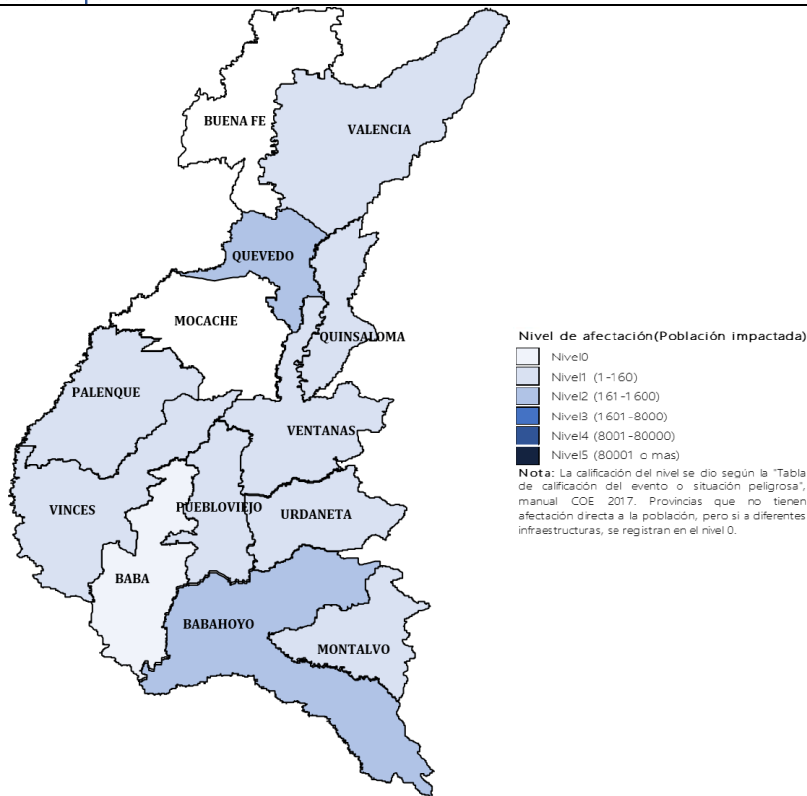 BUENA FE
VALENCIA
QUEVEDO
MOCACHE
QUINSALOMA
PALENQUE
VENTANAS
VINCES
PUEBLOVIEJO
URDANETA
BABA
BABAHOYO
MONTALVO
Nivel de afectación(Población impactada)
Nivel0
Nivel1 (1-160)
Nivel2 (161-1600)
Nivel3 (1601-8000)
Nivel4 (8001-80000)
Nivel5 (80001 o mas)
Nota: La calificación del nivel se dio según la "Tabla
de calificación del evento o situación peligrosa",
manual COE 2017. Provincias que no tienen
afectación directa a la población, pero si a diferentes
infraestructuras, se registran en el nivel 0.